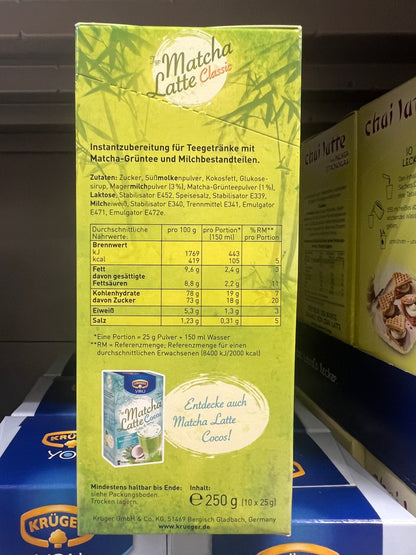 Typ
Matcha
Latte Classic
Instantzubereitung für Teegetränke mit
Matcha-Grüntee und Milchbestandteilen.
Zutaten: Zucker, Süßmolkenpulver, Kokosfett, Glukose-
sirup, Magermilchpulver (3%), Matcha-Grünteepulver (1%),
Laktose, Stabilisator E452, Speisesalz, Stabilisator E339,
Milcheiweiß, Stabilisator E340, Trennmittel E341, Emulgator
E471, Emulgator E472e.
Durchschnittliche Nährwerte: pro 100 g pro Portion* (150 ml) % RM** pro Portion
Brennwert
kJ 1769 443
kcal 419 105 5
Fett 9,6 g 2,4 g 3
davon gesättigte
Fettsäuren 8,8 g 2,2 g 11
Kohlenhydrate 78 g 19 g 7
davon Zucker 73 g 18 g 20
Eiweiß 5,3 g 1,3 g 3
Salz 1,23 g 0,31 g 5
*Eine Portion = 25 g Pulver + 150 ml Wasser
**RM = Referenzmenge; Referenzmenge für einen
durchschnittlichen Erwachsenen (8400 kJ/2000 kcal)
KRÜGER
YOU
Typ
Matcha
Latte
Cocos
Entdecke auch
Matcha Latte
Cocos!
Mindestens haltbar bis Ende:
siehe Packungsboden.
Trocken lagern.
Inhalt:
℮ 250 g (10 x 25 g)
Krüger GmbH & Co. KG, 51469 Bergisch Gladbach, Germany
www.krueger.de
chai latte
chai latte
KRÜGER
YO
KRÜGER
YOU